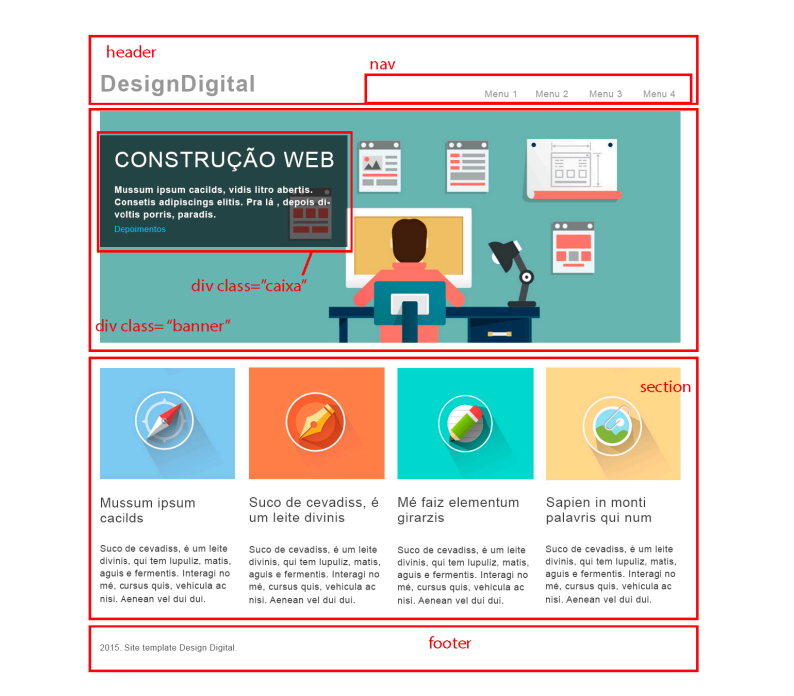 header
nav
DesignDigital
Menu 1 Menu 2 Menu 3 Menu 4
CONSTRUÇÃO WEB
Mussum ipsum cacilds, vidis litro abertis.
Consetis adipiscings elitis. Pra lá , depois di-
voltis porris, paradis.
Depoimentos
div class="caixa"
div class= "banner"
section
Mussum ipsum
cacilds
Suco de cevadiss, é um leite
divinis, qui tem lupuliz, matis,
aguis e fermentis. Interagi no
mé, cursus quis, vehicula ac
nisi. Aenean vel dui dui.
Suco de cevadiss, é
um leite divinis
Suco de cevadiss, é um leite
divinis, qui tem lupuliz, matis,
aguis e fermentis. Interagi no
mé, cursus quis, vehicula ac
nisi. Aenean vel dui dui.
Mé faiz elementum
girarzis
Suco de cevadiss, é um leite
divinis, qui tem lupuliz, matis,
aguis e fermentis. Interagi no
mé, cursus quis, vehicula ac
nisi. Aenean vel dui dui.
Sapien in monti
palavris qui num
Suco de cevadiss, é um leite
divinis, qui tem lupuliz, matis,
aguis e fermentis. Interagi no
mé, cursus quis, vehicula ac
nisi. Aenean vel dui dui.
footer
2015. Site template Design Digital.